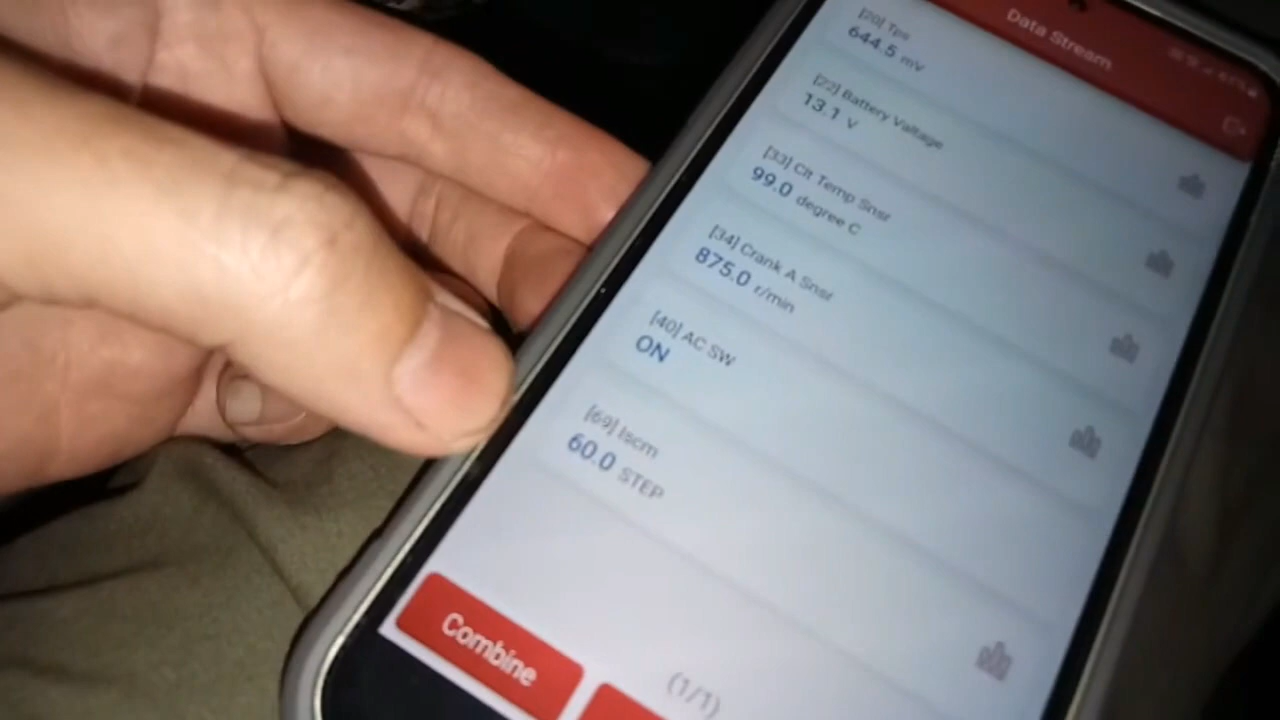 Data Stream
[20] Tps
644.5 mV
[22] Battery Valtage
13.1 V
[33] Clt Temp Snsr
99.0 degree C
[34] Crank A Snsr
875.0 r/min
[40] AC SW
ON
[69] Iscm
60.0 STEP
Combine
(1/1)